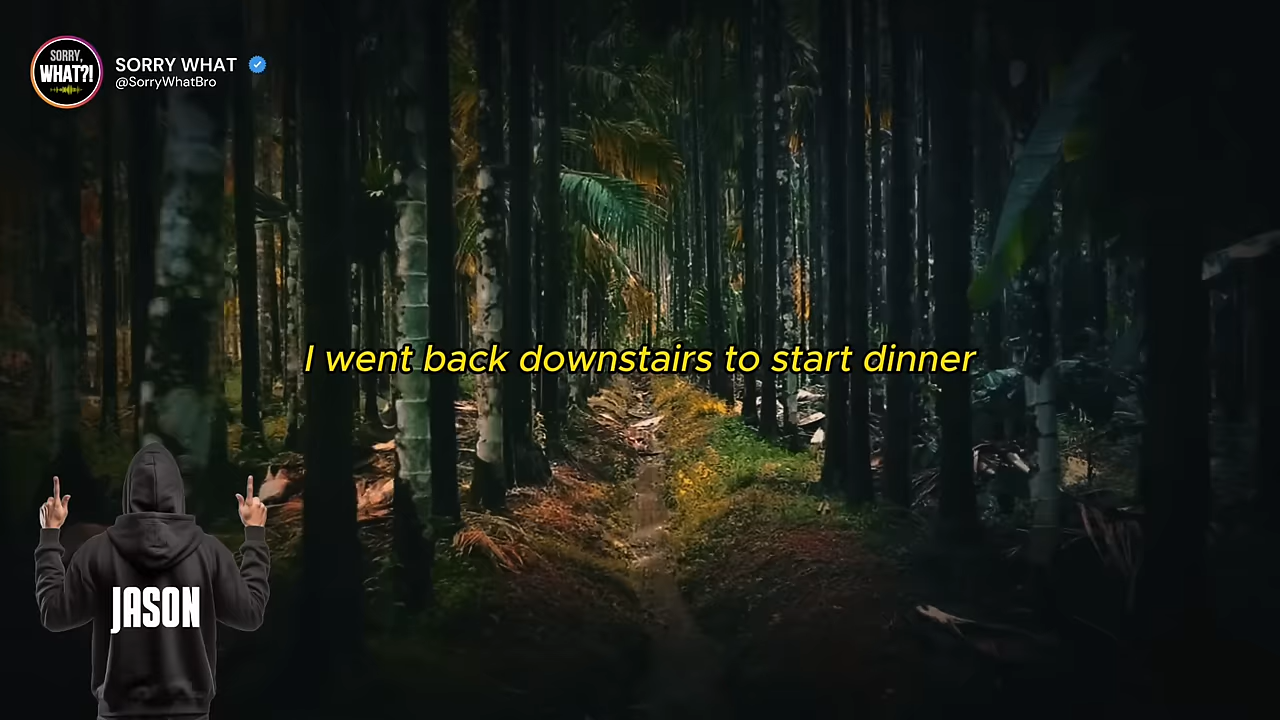 SORRY,
WHAT?!
SORRY WHAT
@SorryWhatBro
I went back downstairs to start dinner
JASON